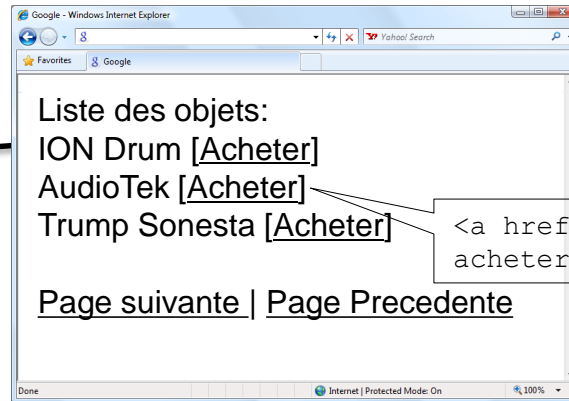 Google - Windows Internet Explorer
8
Yahoo! Search
Favorites
Google
Liste des objets:
ION Drum [Acheter]
AudioTek [Acheter]
Trump Sonesta [Acheter]
<a href
acheter
Page suivante | Page Precedente
Done
Internet | Protected Mode: On
100%